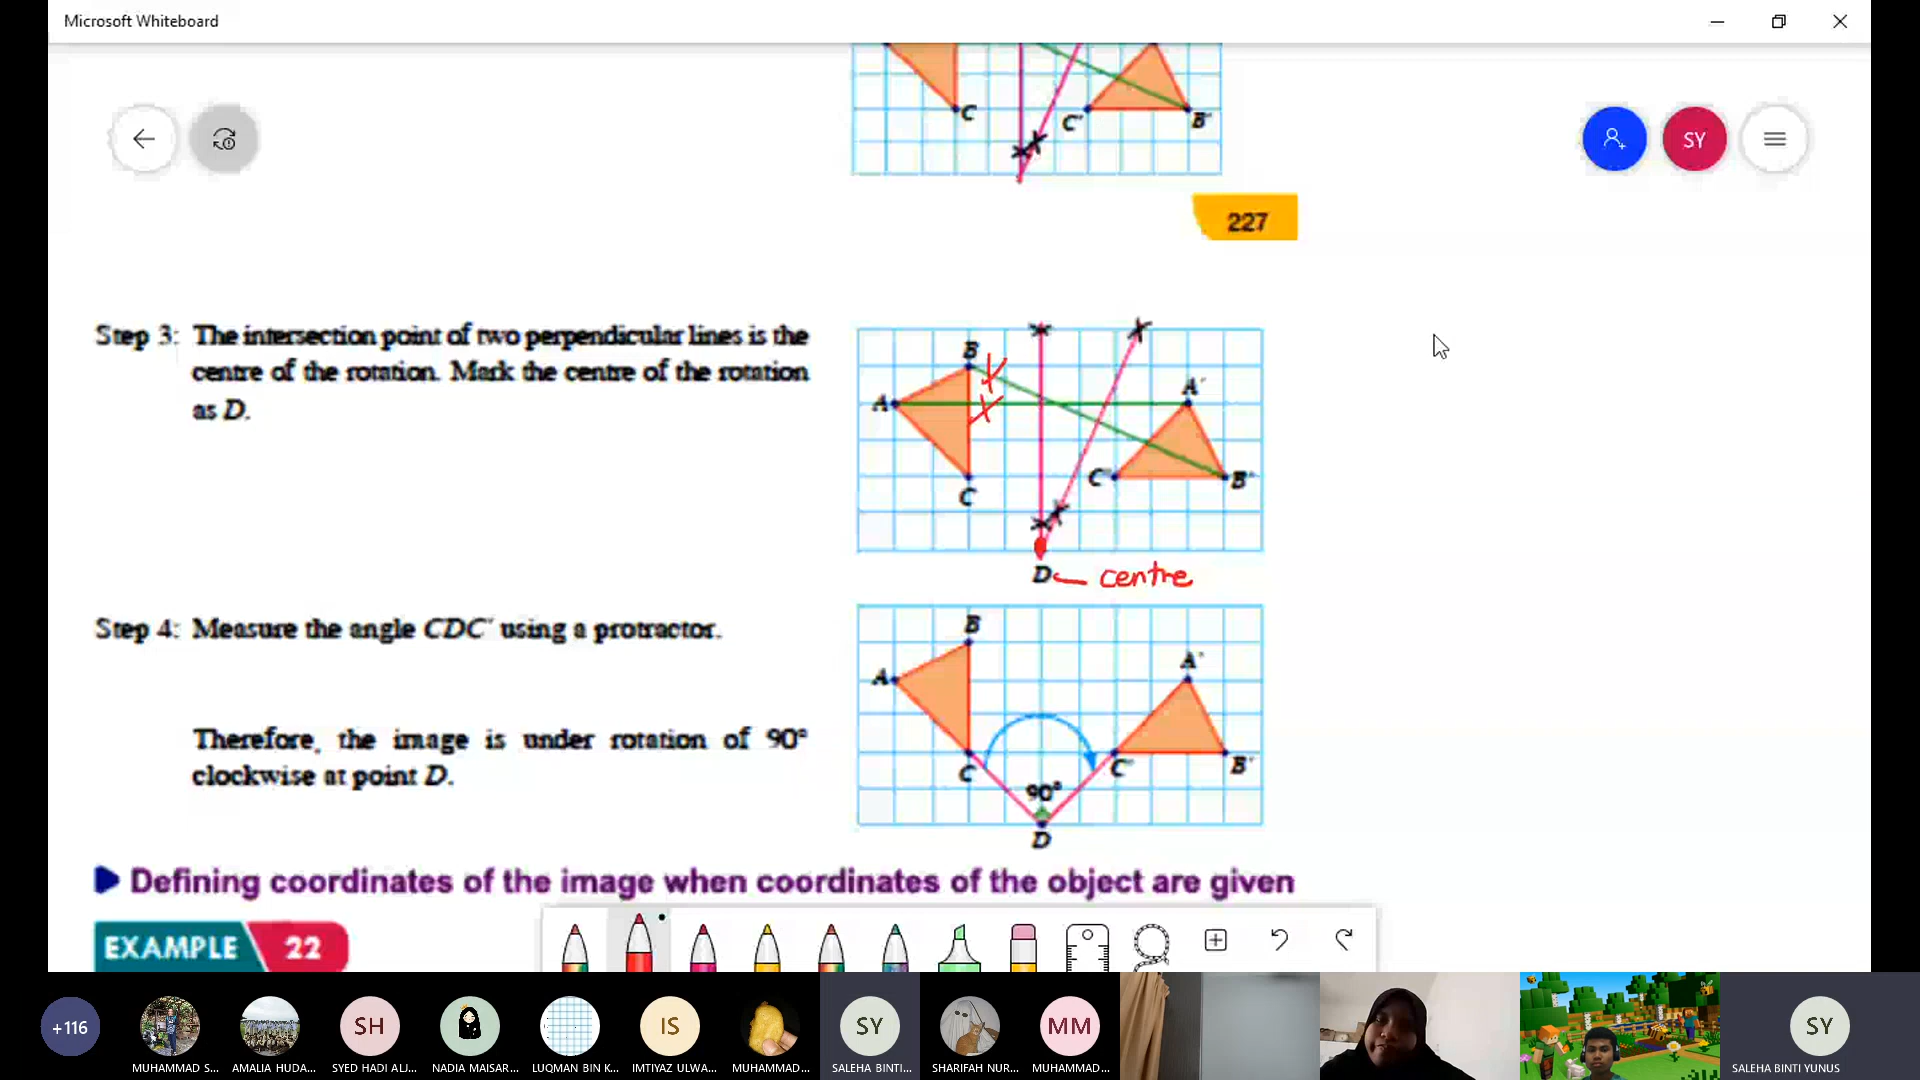 Microsoft Whiteboard
C
C'
B'
SY
227
Step 3: The intersection point of two perpendicular lines is the
centre of the rotation. Mark the centre of the rotation
as D.
B
A
A'
C
C'
B'
D
centre
Step 4: Measure the angle CDC' using a protractor.
B
A
A'
C
C'
B'
90°
D
Therefore, the image is under rotation of 90°
clockwise at point D.
Defining coordinates of the image when coordinates of the object are given
EXAMPLE 22
+116
SH
IS
SY
MM
SY
MUHAMMAD S...
AMALIA HUDA...
SYED HADI ALJ...
NADIA MAISAR...
LUQMAN BIN K...
IMTIYAZ ULWA...
MUHAMMAD...
SALEHA BINTI...
SHARIFAH NUR...
MUHAMMAD...
SALEHA BINTI YUNUS